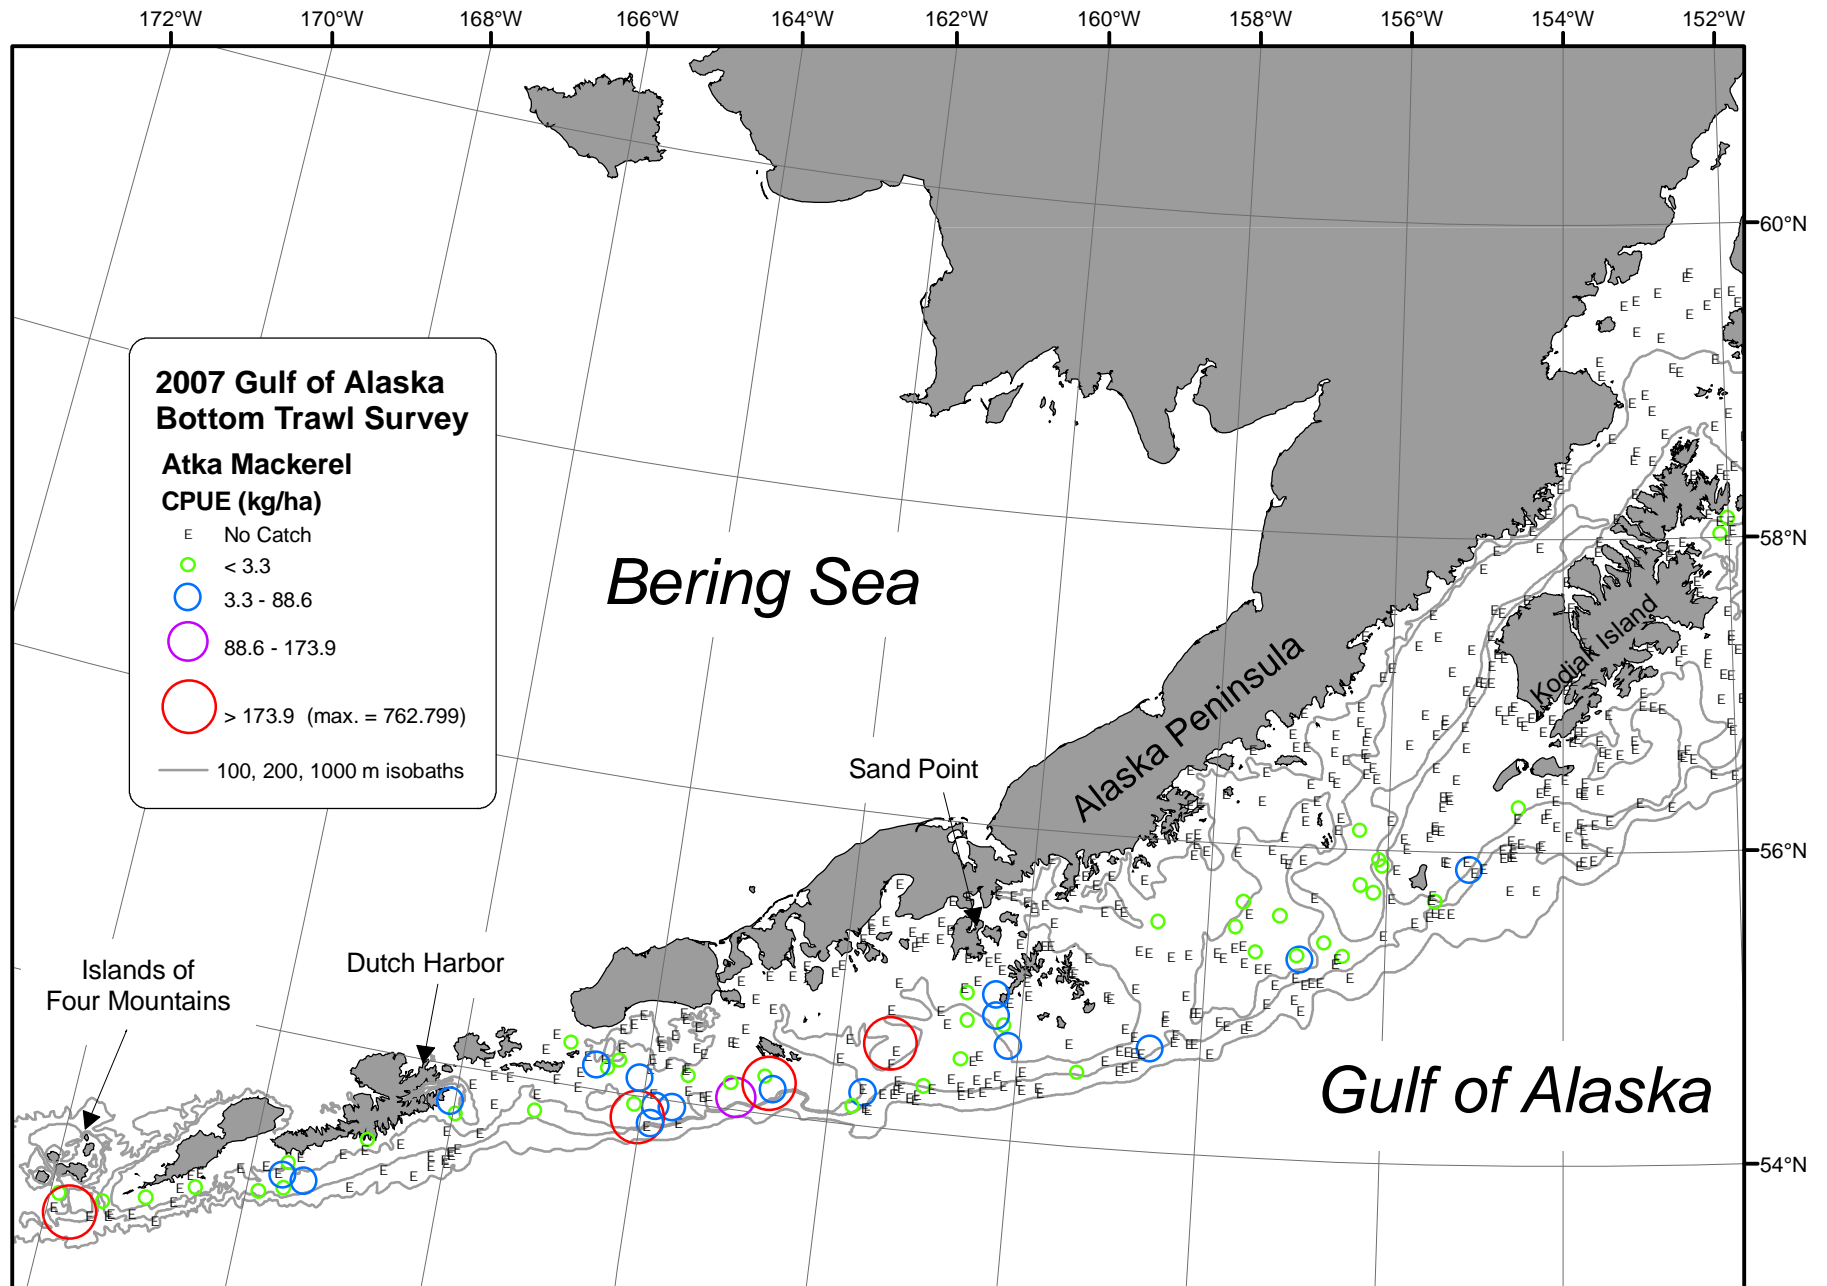 172°W 170°W 168°W 166°W 164°W 162°W 160°W 158°W 156°W 154°W 152°W
60°N
58°N
56°N
54°N
2007 Gulf of Alaska
Bottom Trawl Survey
Atka Mackerel
CPUE (kg/ha)
E No Catch
< 3.3
3.3 - 88.6
88.6 - 173.9
> 173.9 (max. = 762.799)
100, 200, 1000 m isobaths
Bering Sea
Alaska Peninsula
Kodiak Island
Sand Point
Dutch Harbor
Islands of
Four Mountains
Gulf of Alaska